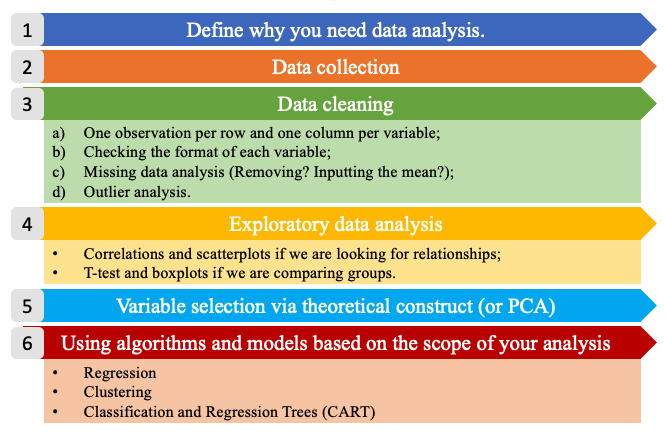 1 Define why you need data analysis.
2 Data collection
3 Data cleaning
a) One observation per row and one column per variable;
b) Checking the format of each variable;
c) Missing data analysis (Removing? Inputting the mean?);
d) Outlier analysis.
4 Exploratory data analysis
• Correlations and scatterplots if we are looking for relationships;
• T-test and boxplots if we are comparing groups.
5 Variable selection via theoretical construct (or PCA)
6 Using algorithms and models based on the scope of your analysis
• Regression
• Clustering
• Classification and Regression Trees (CART)